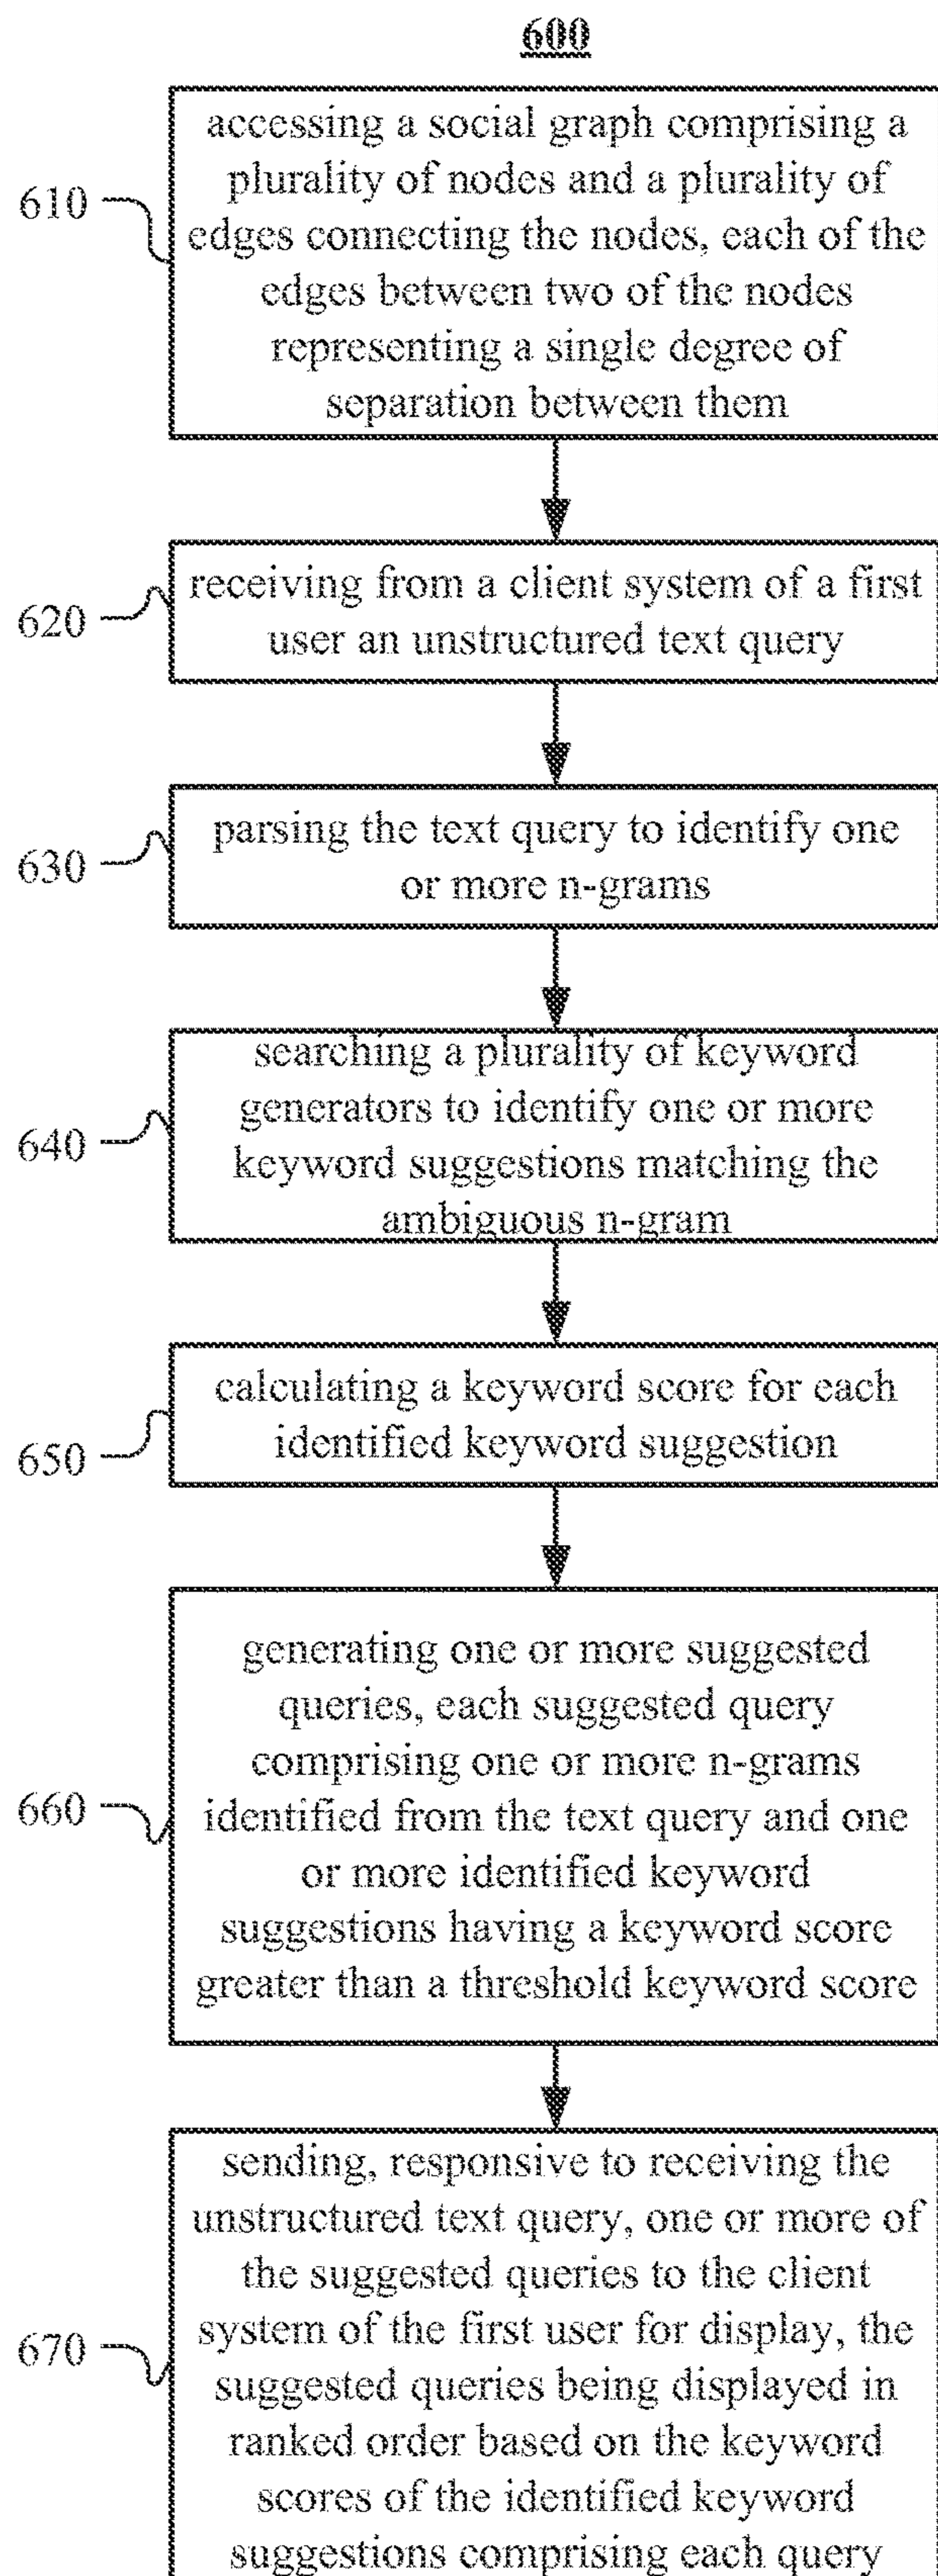 600
accessing a social graph comprising a
plurality of nodes and a plurality of
edges connecting the nodes, each of the
edges between two of the nodes
representing a single degree of
separation between them
610
receiving from a client system of a first
user an unstructured text query
620
parsing the text query to identify one
or more n-grams
630
searching a plurality of keyword
generators to identify one or more
keyword suggestions matching the
ambiguous n-gram
640
calculating a keyword score for each
identified keyword suggestion
650
generating one or more suggested
queries, each suggested query
comprising one or more n-grams
identified from the text query and one
or more identified keyword
suggestions having a keyword score
greater than a threshold keyword score
660
sending, responsive to receiving the
unstructured text query, one or more of
the suggested queries to the client
system of the first user for display, the
suggested queries being displayed in
ranked order based on the keyword
scores of the identified keyword
suggestions comprising each query
670